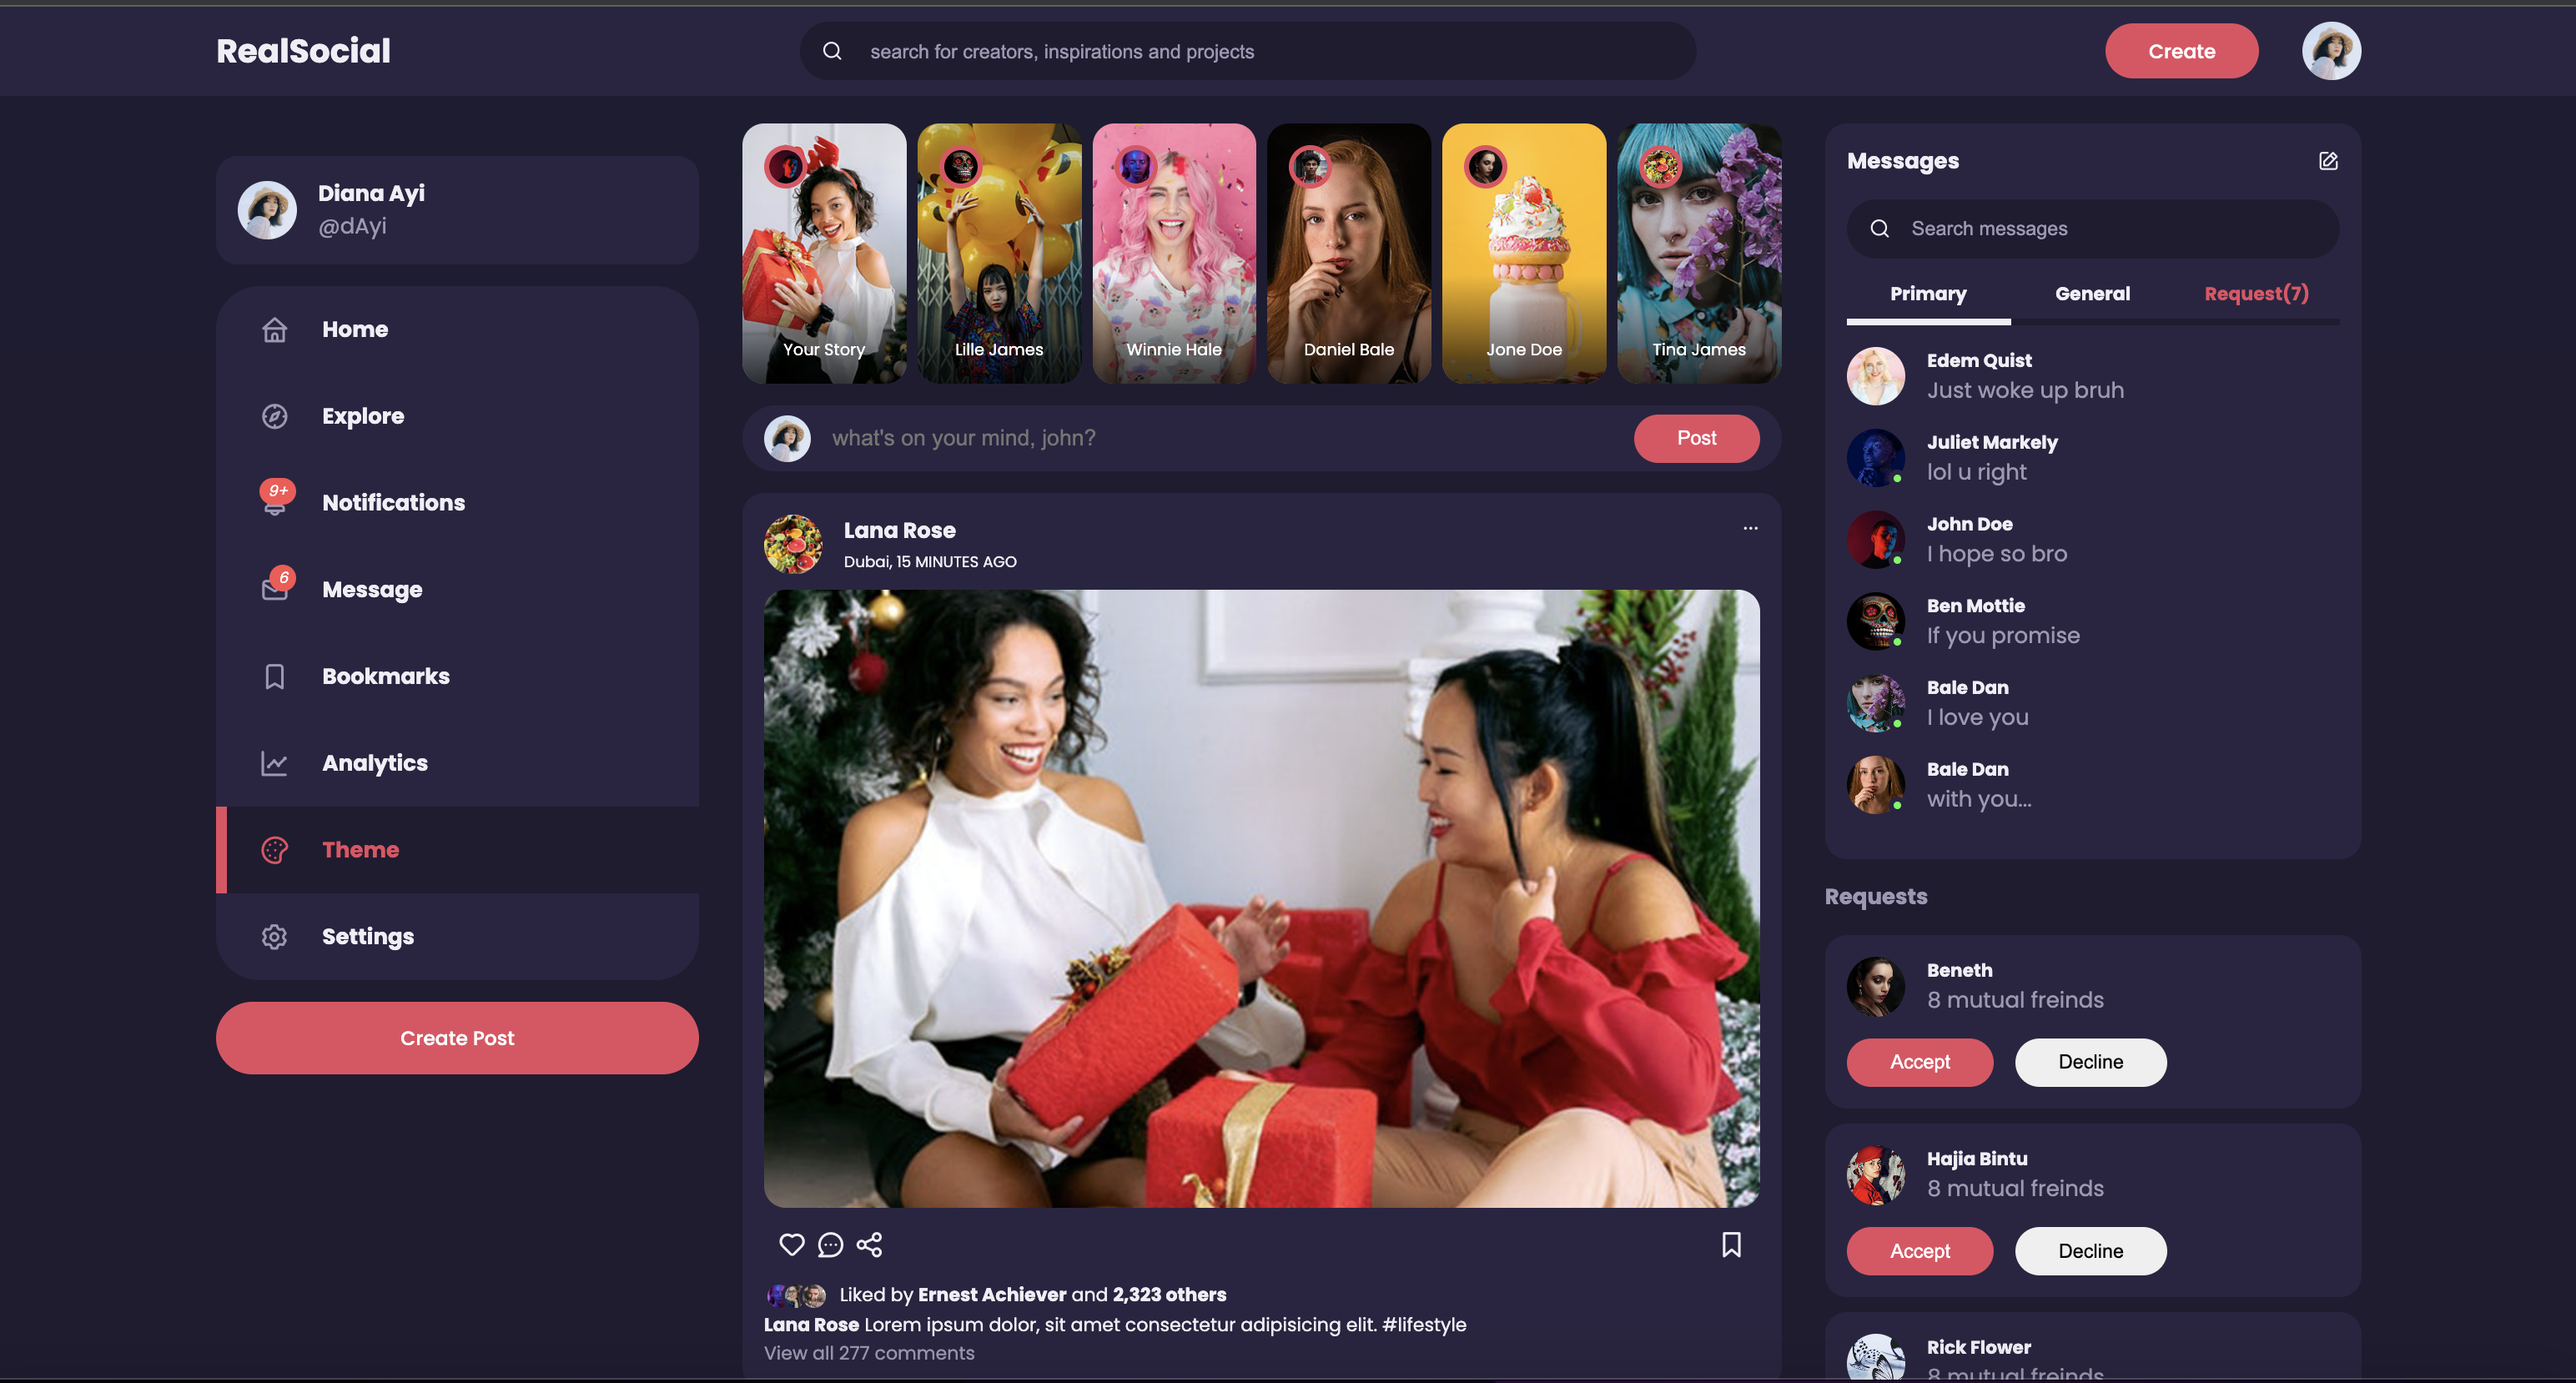 RealSocial
search for creators, inspirations and projects
Create
Diana Ayi
@dAyi
Home
Explore
9+
Notifications
6
Message
Bookmarks
Analytics
Theme
Settings
Create Post
Your Story
Lille James
Winnie Hale
Daniel Bale
Jone Doe
Tina James
what's on your mind, john?
Post
Lana Rose
Dubai, 15 MINUTES AGO
Liked by Ernest Achiever and 2,323 others
Lana Rose Lorem ipsum dolor, sit amet consectetur adipisicing elit. #lifestyle
View all 277 comments
Messages
Search messages
Primary
General
Request(7)
Edem Quist
Just woke up bruh
Juliet Markely
lol u right
John Doe
I hope so bro
Ben Mottie
If you promise
Bale Dan
I love you
Bale Dan
with you...
Requests
Beneth
8 mutual freinds
Accept
Decline
Hajia Bintu
8 mutual freinds
Accept
Decline
Rick Flower
8 mutual freinds